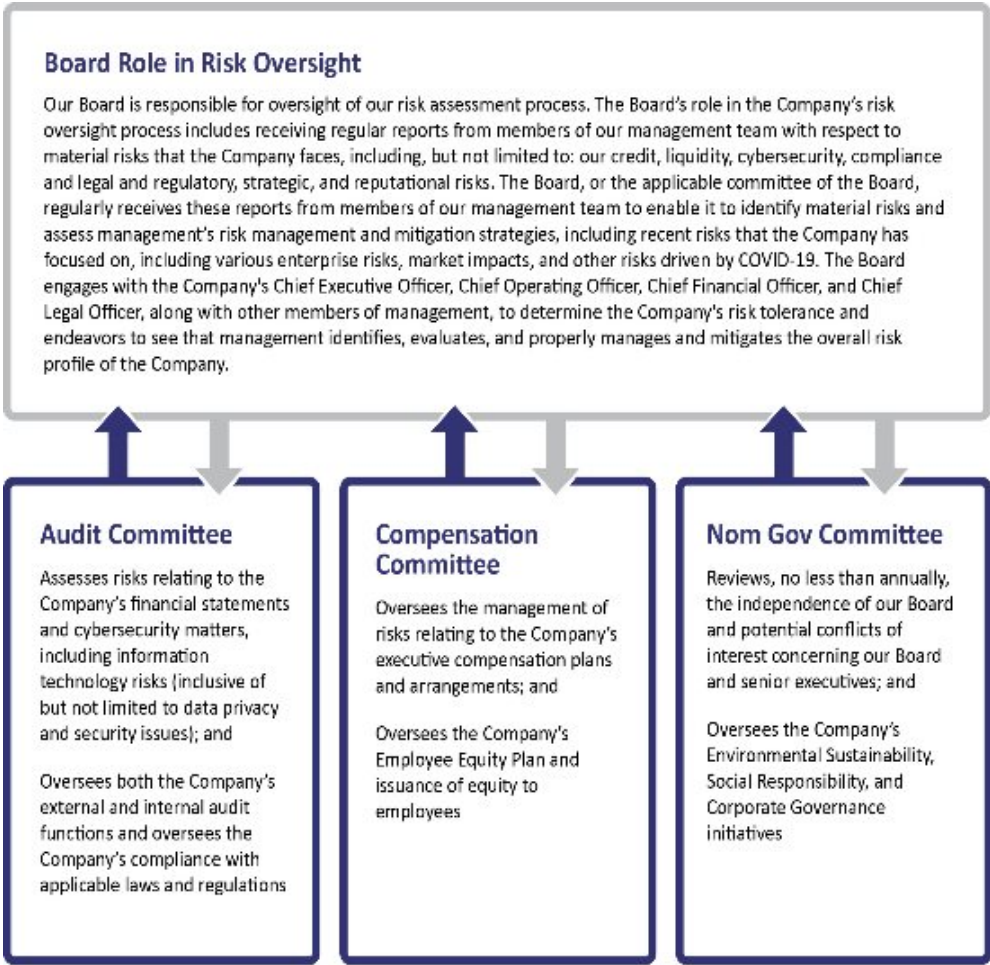 Board Role in Risk Oversight
Our Board is responsible for oversight of our risk assessment process. The Board's role in the Company's risk
oversight process includes receiving regular reports from members of our management team with respect to
material risks that the Company faces, including, but not limited to: our credit, liquidity, cybersecurity, compliance
and legal and regulatory, strategic, and reputational risks. The Board, or the applicable committee of the Board,
regularly receives these reports from members of our management team to enable it to identify material risks and
assess management's risk management and mitigation strategies, including recent risks that the Company has
focused on, including various enterprise risks, market impacts, and other risks driven by COVID-19. The Board
engages with the Company's Chief Executive Officer, Chief Operating Officer, Chief Financial Officer, and Chief
Legal Officer, along with other members of management, to determine the Company's risk tolerance and
endeavors to see that management identifies, evaluates, and properly manages and mitigates the overall risk
profile of the Company.
Audit Committee
Assesses risks relating to the
Company's financial statements
and cybersecurity matters,
including information
technology risks (inclusive of
but not limited to data privacy
and security issues); and
Oversees both the Company's
external and internal audit
functions and oversees the
Company's compliance with
applicable laws and regulations
Compensation
Committee
Oversees the management of
risks relating to the Company's
executive compensation plans
and arrangements; and
Oversees the Company's
Employee Equity Plan and
issuance of equity to
employees
Nom Gov Committee
Reviews, no less than annually,
the independence of our Board
and potential conflicts of
interest concerning our Board
and senior executives; and
Oversees the Company's
Environmental Sustainability,
Social Responsibility, and
Corporate Governance
initiatives